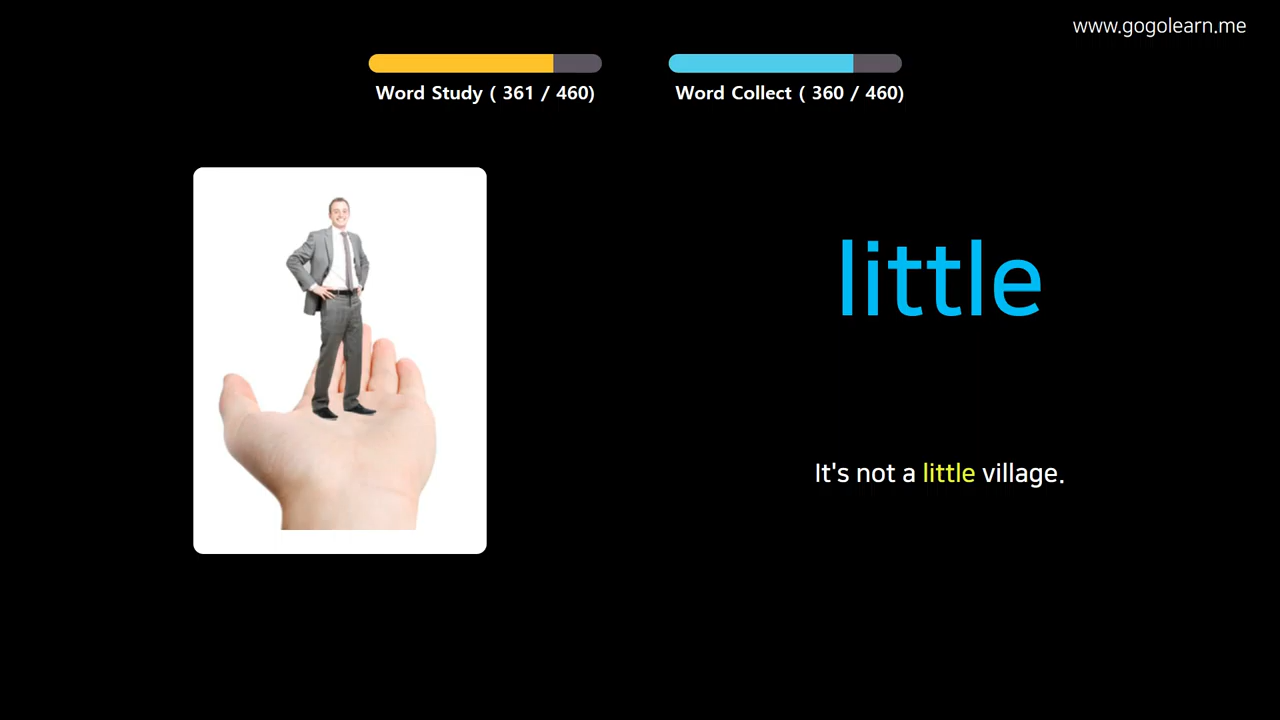 www.gogolearn.me
Word Study ( 361 / 460)
Word Collect ( 360 / 460)
little
It's not a little village.